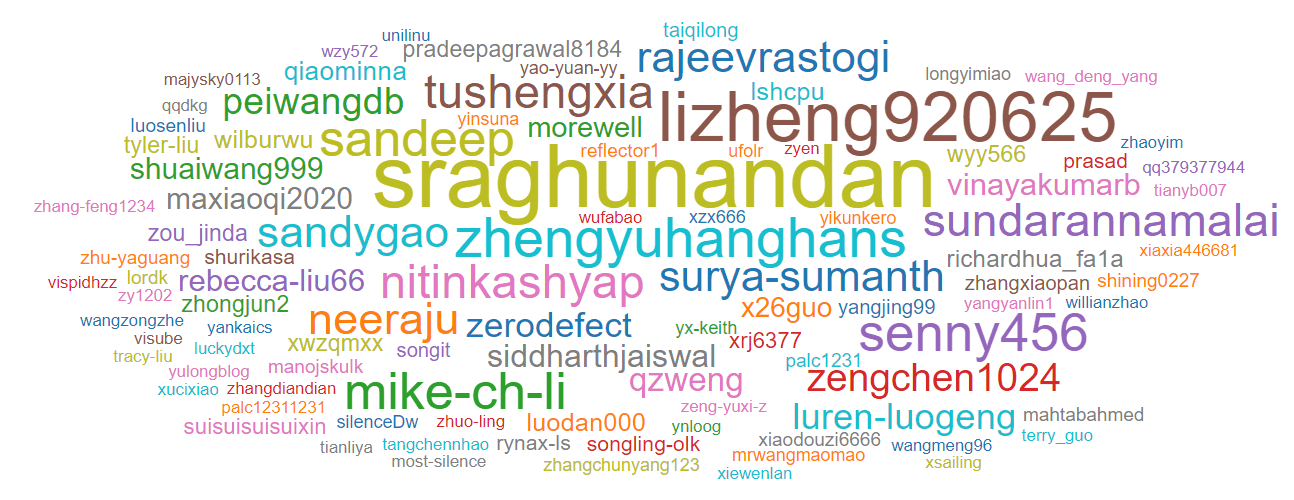 taiqilong
unilinu
wzy572
pradeepagrawal8184
rajeevrastogi
qiaominna
yao-yuan-yy
majysky0113
longyimiao
wang_deng_yang
tushengxia
lizheng920625
lshcpu
peiwangdb
qqdkg
yinsuna
morewell
luosenliu
wilburwu
sandeep
tyler-liu
reflector1
ufolr
zyen
zhaoyim
wyy566
prasad
qq379377944
shuaiwang999
sraghunandan
vinayakumarb
tianyb007
maxiaoqi2020
zhang-feng1234
wufabao
xzx666
yikunkero
sundarannamalai
zou_jinda
sandygao
zhengyuhanghans
xiaxia446681
zhu-yaguang
shurikasa
richardhua_fa1a
lordk
vispidhzz
rebecca-liu66
nitinkashyap
surya-sumanth
zhangxiaopan
shining0227
zy1202
zhongjun2
x26guo
yangjing99
yangyanlin1
willianzhao
wangzongzhe
yankaics
neeraju
zerodefect
yx-keith
senny456
visube
xwzqmxx
songit
xrj6377
tracy-liu
luckydxt
siddharthjaiswal
palc1231
yulongblog
manojskulk
qzweng
zengchen1024
xucixiao
zhangdiandian
mike-ch-li
palc12311231
zeng-yuxi-z
luren-luogeng
mahtabahmed
suisuisuisuixin
silenceDw
zhuo-ling
luodan000
ynloog
terry_guo
tianliya
tangchennhao
rynax-ls
songling-olk
xiaodouzi6666
wangmeng96
most-silence
zhangchunyang123
mrwangmaomao
xsailing
xiewenlan